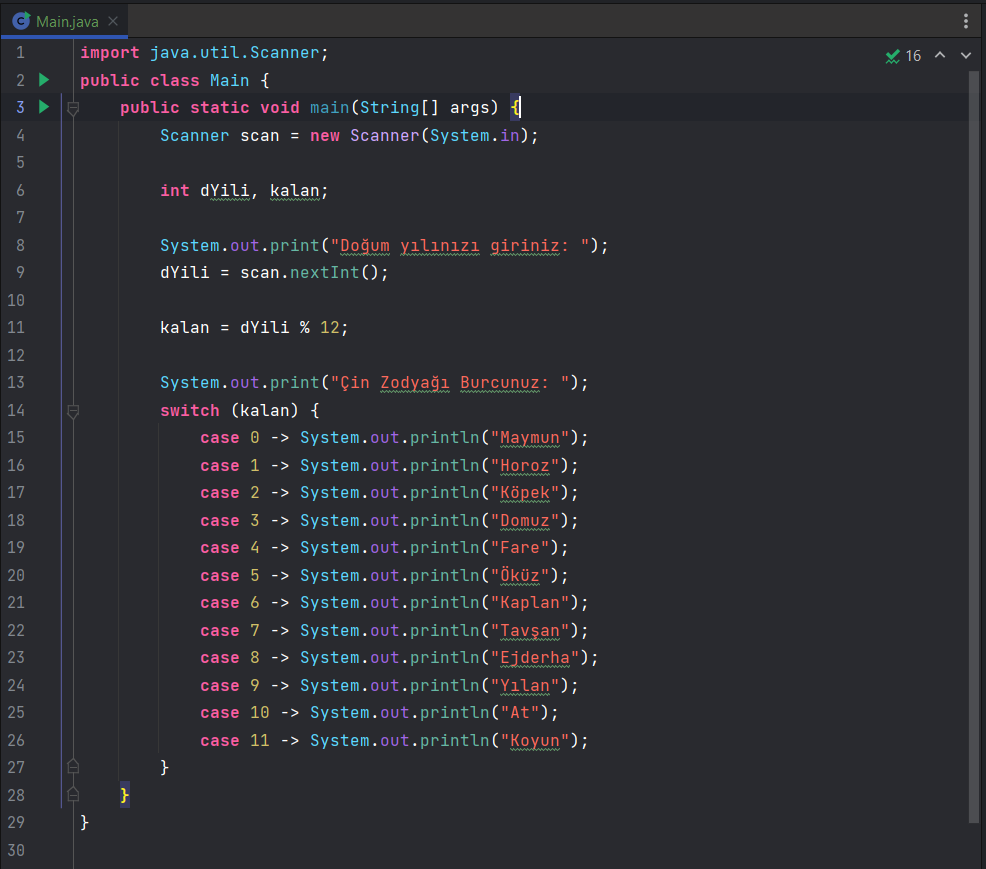 Main.java
16
1 import java.util.Scanner;
2 public class Main {
3 public static void main(String[] args) {
4 Scanner scan = new Scanner(System.in);
5
6 int dYili, kalan;
7
8 System.out.print("Doğum yılınızı giriniz: ");
9 dYili = scan.nextInt();
10
11 kalan = dYili % 12;
12
13 System.out.print("Çin Zodyağı Burcunuz: ");
14 switch (kalan) {
15 case 0 -> System.out.println("Maymun");
16 case 1 -> System.out.println("Horoz");
17 case 2 -> System.out.println("Köpek");
18 case 3 -> System.out.println("Domuz");
19 case 4 -> System.out.println("Fare");
20 case 5 -> System.out.println("Öküz");
21 case 6 -> System.out.println("Kaplan");
22 case 7 -> System.out.println("Tavşan");
23 case 8 -> System.out.println("Ejderha");
24 case 9 -> System.out.println("Yılan");
25 case 10 -> System.out.println("At");
26 case 11 -> System.out.println("Koyun");
27 }
28 }
29 }
30